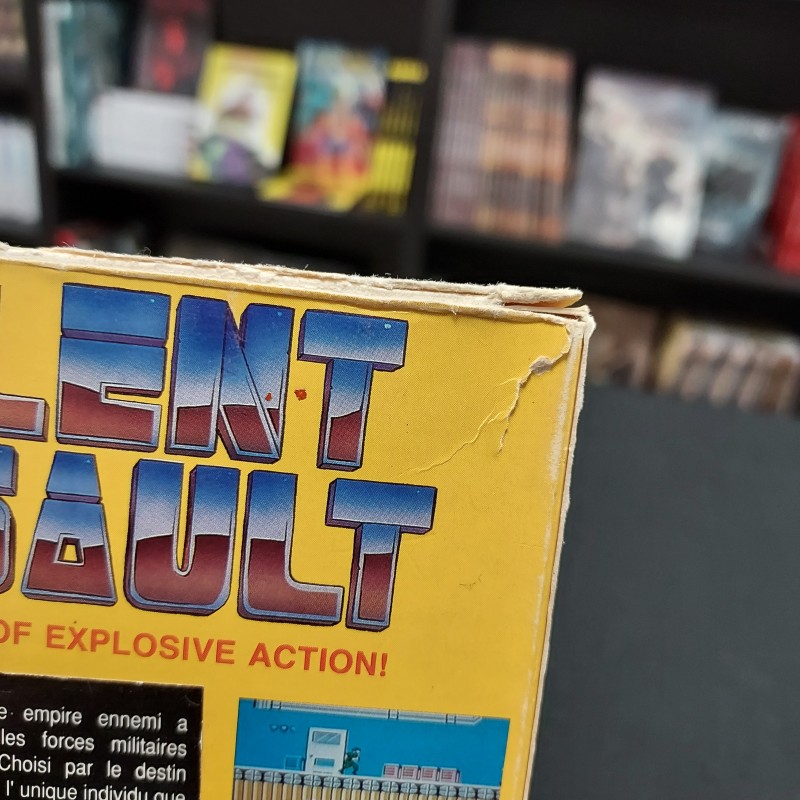 LENT
SAULT
OF EXPLOSIVE ACTION!
empire ennemi a
les forces militaires
Choisi par le destin
l' unique individu que